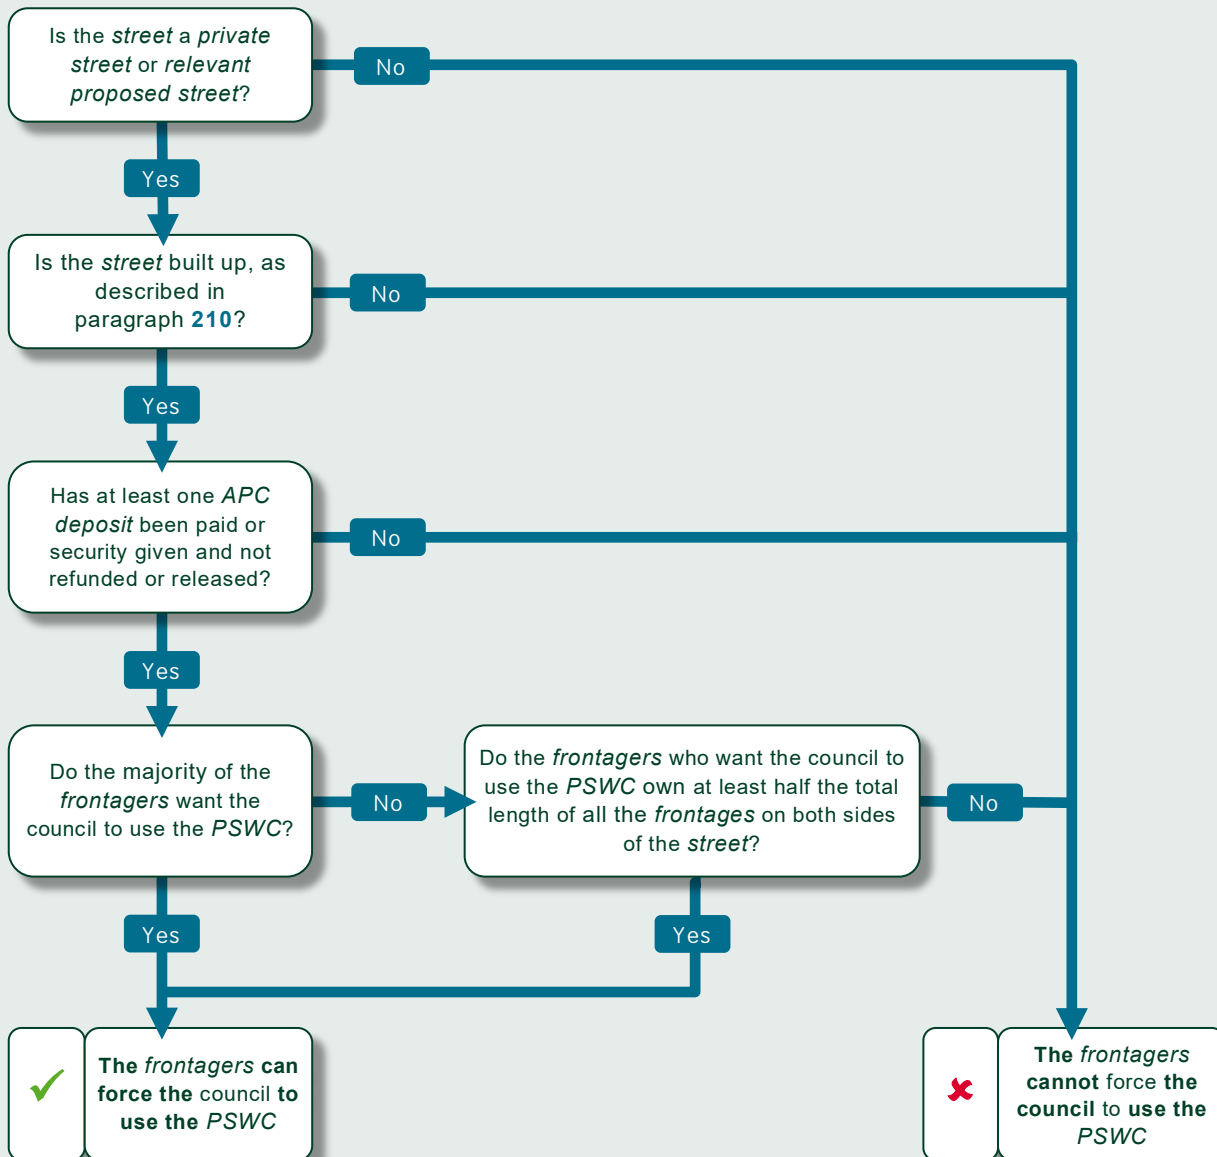 Is the street a private
street or relevant
proposed street?
No
Yes
Is the street built up, as
described in
paragraph 210?
No
Yes
Has at least one APC
deposit been paid or
security given and not
refunded or released?
No
Yes
Do the majority of the
frontagers want the
council to use the PSWC?
No
Do the frontagers who want the council to
use the PSWC own at least half the total
length of all the frontages on both sides
of the street?
No
Yes
Yes
The frontagers can
force the council to
use the PSWC
The frontagers
cannot force the
council to use the
PSWC